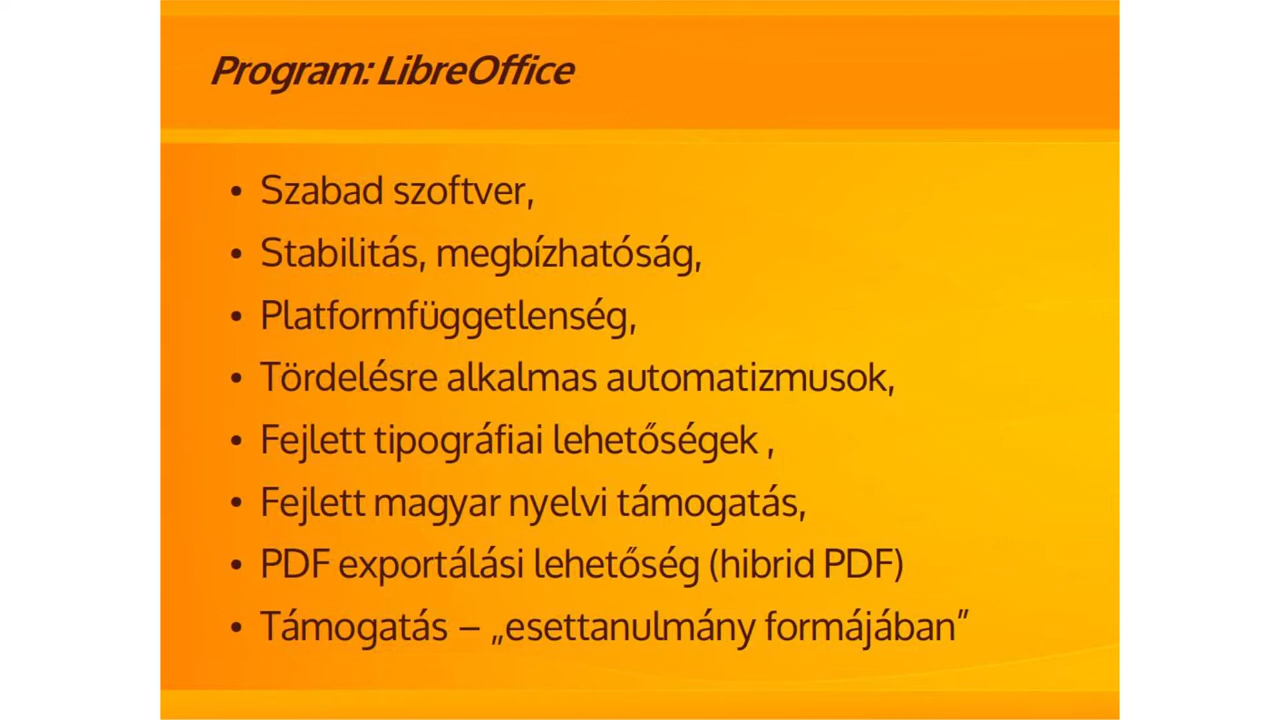 Program: LibreOffice
• Szabad szoftver,
• Stabilitás, megbízhatóság,
• Platformfüggetlenség,
• Tördelésre alkalmas automatizmusok,
• Fejlett tipográfiai lehetőségek ,
• Fejlett magyar nyelvi támogatás,
• PDF exportálási lehetőség (hibrid PDF)
• Támogatás – „esettanulmány formájában”